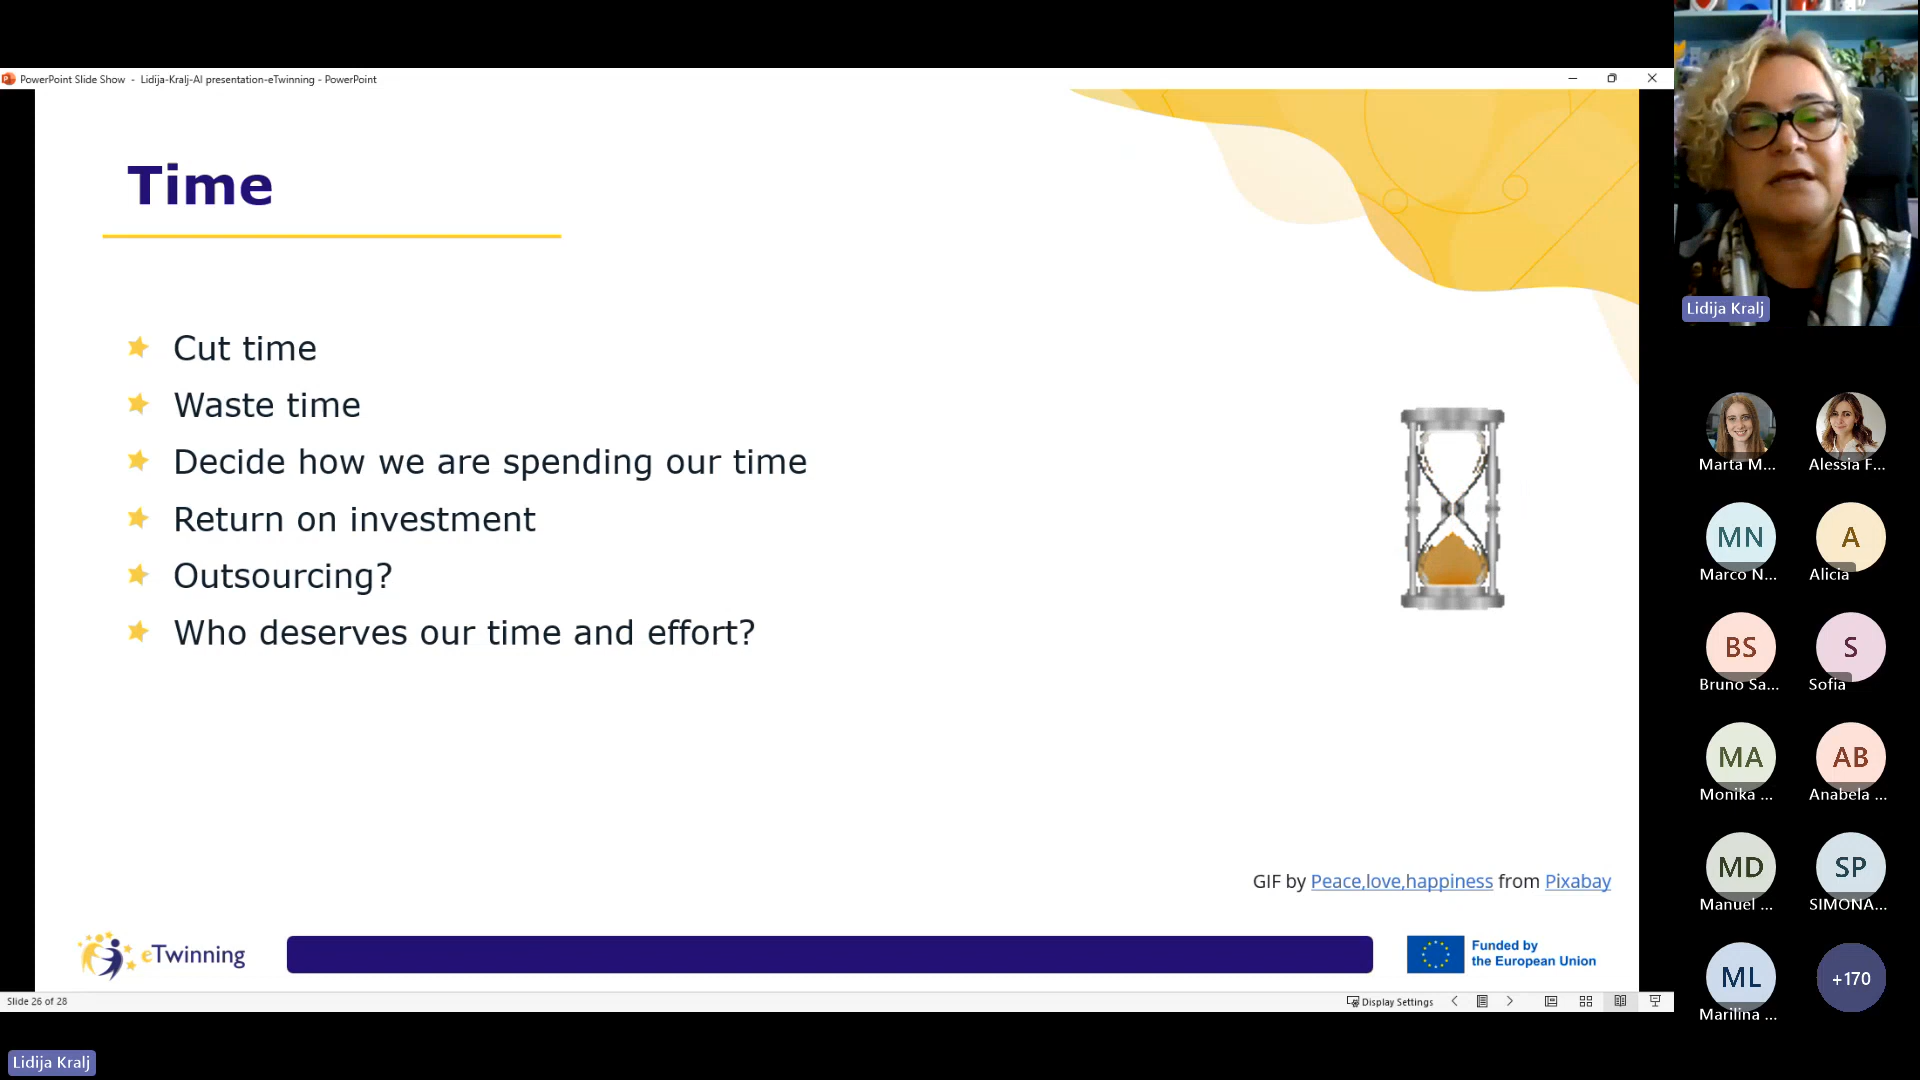 PowerPoint Slide Show - Lidija-Kralj-AI presentation-eTwinning - PowerPoint
Time
Cut time
Waste time
Decide how we are spending our time
Return on investment
Outsourcing?
Who deserves our time and effort?
GIF by Peace,love,happiness from Pixabay
eTwinning
Funded by
the European Union
Slide 26 of 28
Display Settings
Lidija Kralj
Lidija Kralj
Marta M...
Alessia F...
MN
Marco N...
A
Alicia
BS
Bruno Sa...
S
Sofia
MA
Monika ...
AB
Anabela ...
MD
Manuel ...
SP
SIMONA...
ML
Marilina ...
+170